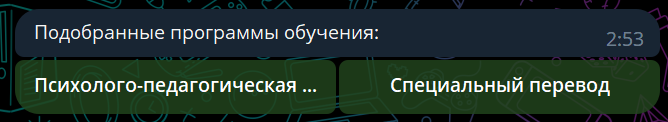 Подобранные программы обучения:
2:53
Психолого-педагогическая ...
Специальный перевод